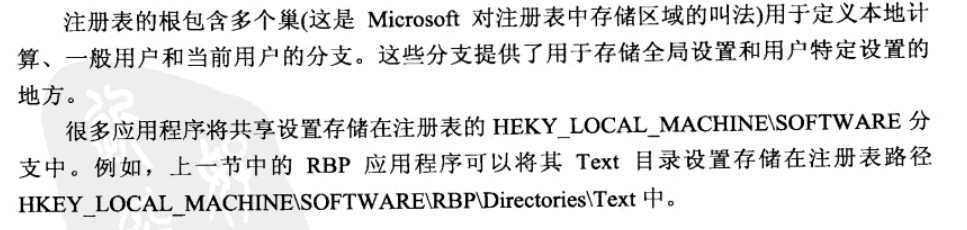 注册表的根包含多个巢(这是 Microsoft 对注册表中存储区域的叫法)用于定义本地计
算、一般用户和当前用户的分支。这些分支提供了用于存储全局设置和用户特定设置的
地方。
很多应用程序将共享设置存储在注册表的 HEKY_LOCAL_MACHINE\SOFTWARE 分
支中。例如，上一节中的 RBP 应用程序可以将其 Text 目录设置存储在注册表路径
HKEY_LOCAL_MACHINE\SOFTWARE\RBP\Directories\Text 中。